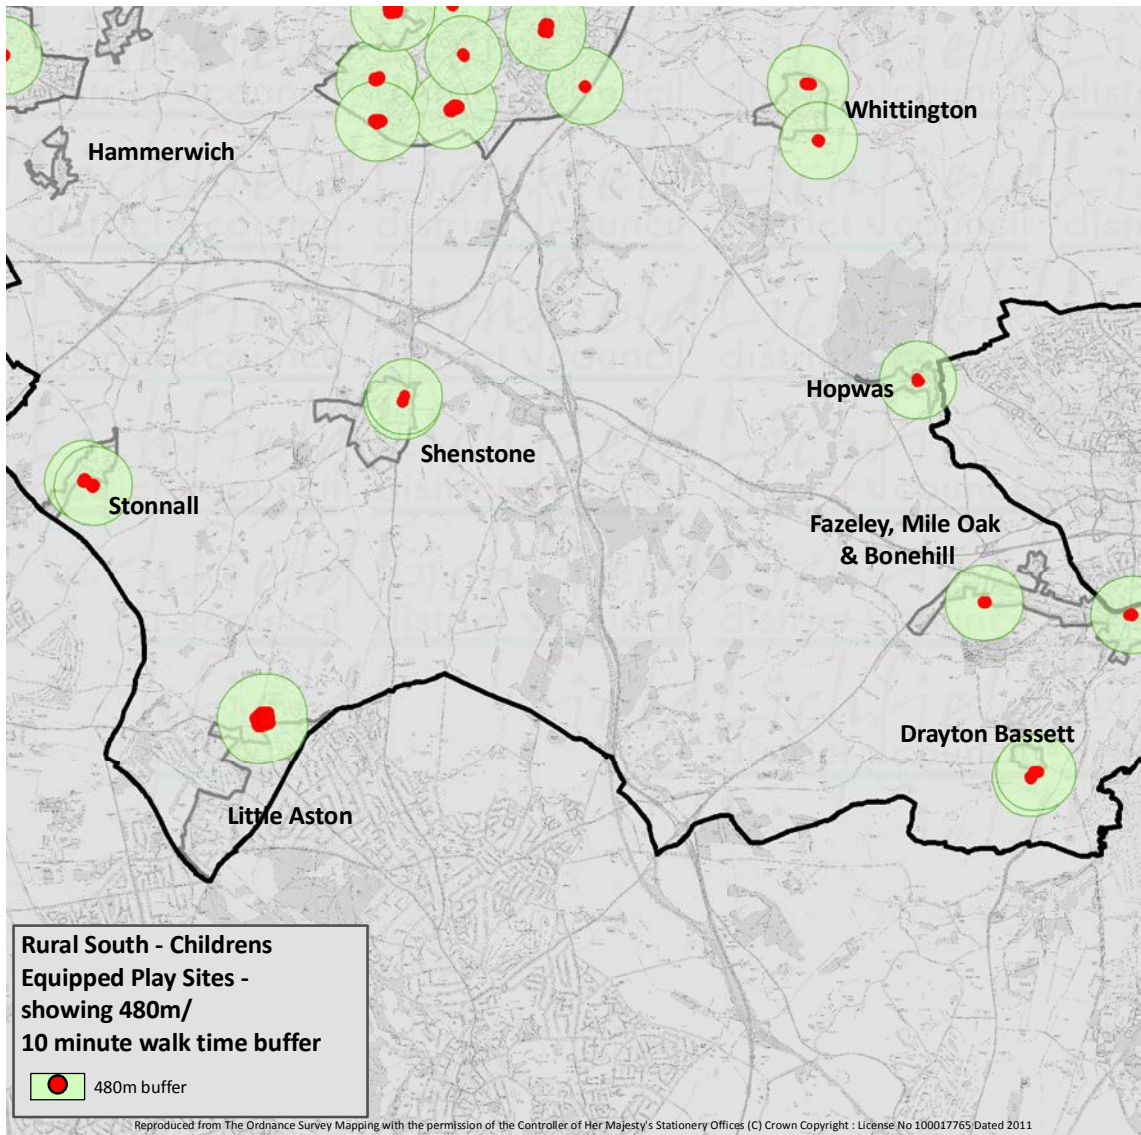 Whittington
Hammerwich
Hopwas
Shenstone
Stonnall
Fazeley, Mile Oak
& Bonehill
Drayton Bassett
Little Aston
Rural South - Childrens
Equipped Play Sites -
showing 480m/
10 minute walk time buffer
480m buffer
Reproduced from The Ordnance Survey Mapping with the permission of the Controller of Her Majesty's Stationery Offices (C) Crown Copyright : License No 100017765 Dated 2011